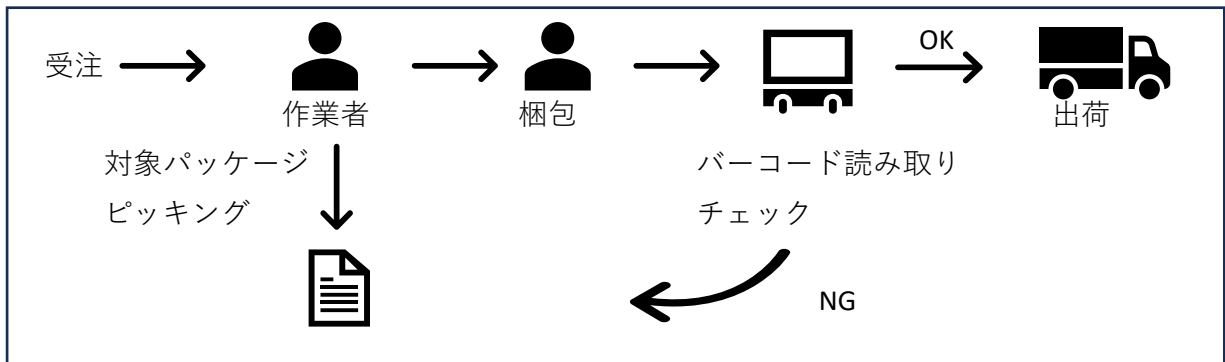 受注
作業者
対象パッケージ
ピッキング
梱包
バーコード読み取り
チェック
OK
NG
出荷